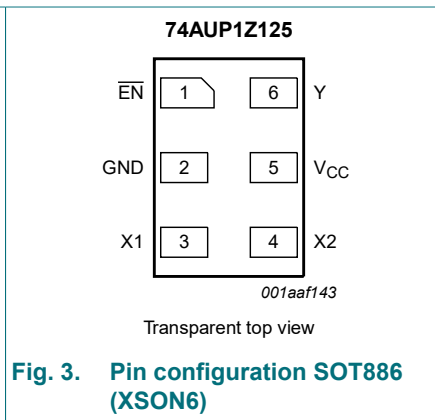 74AUP1Z125
EN 1 6 Y
GND 2 5 VCC
X1 3 4 X2
001aaf143
Transparent top view
Fig. 3. Pin configuration SOT886
(XSON6)